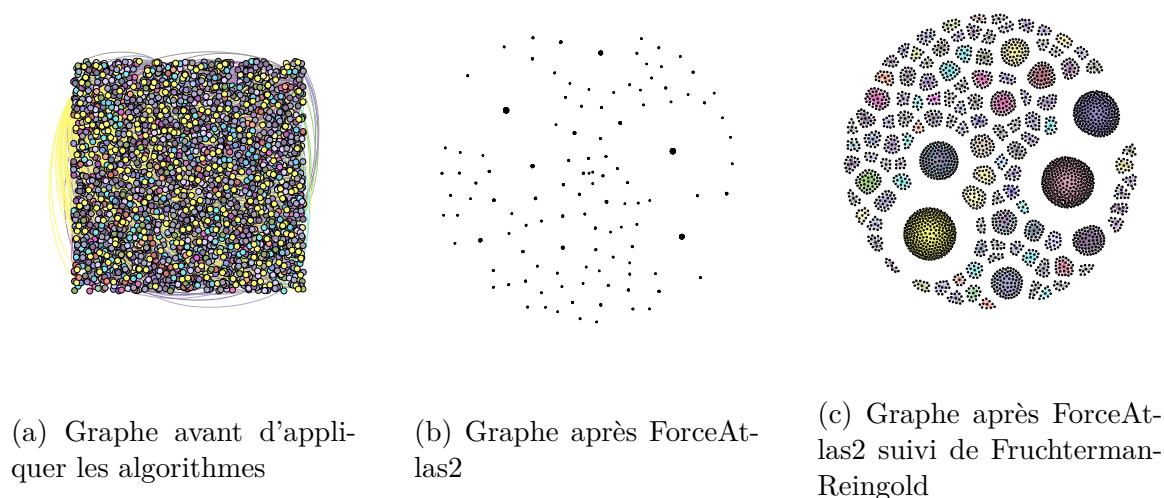 (a) Graphe avant d'appli-
quer les algorithmes
(b) Graphe après ForceAt-
las2
(c) Graphe après ForceAt-
las2 suivi de Fruchterman-
Reingold